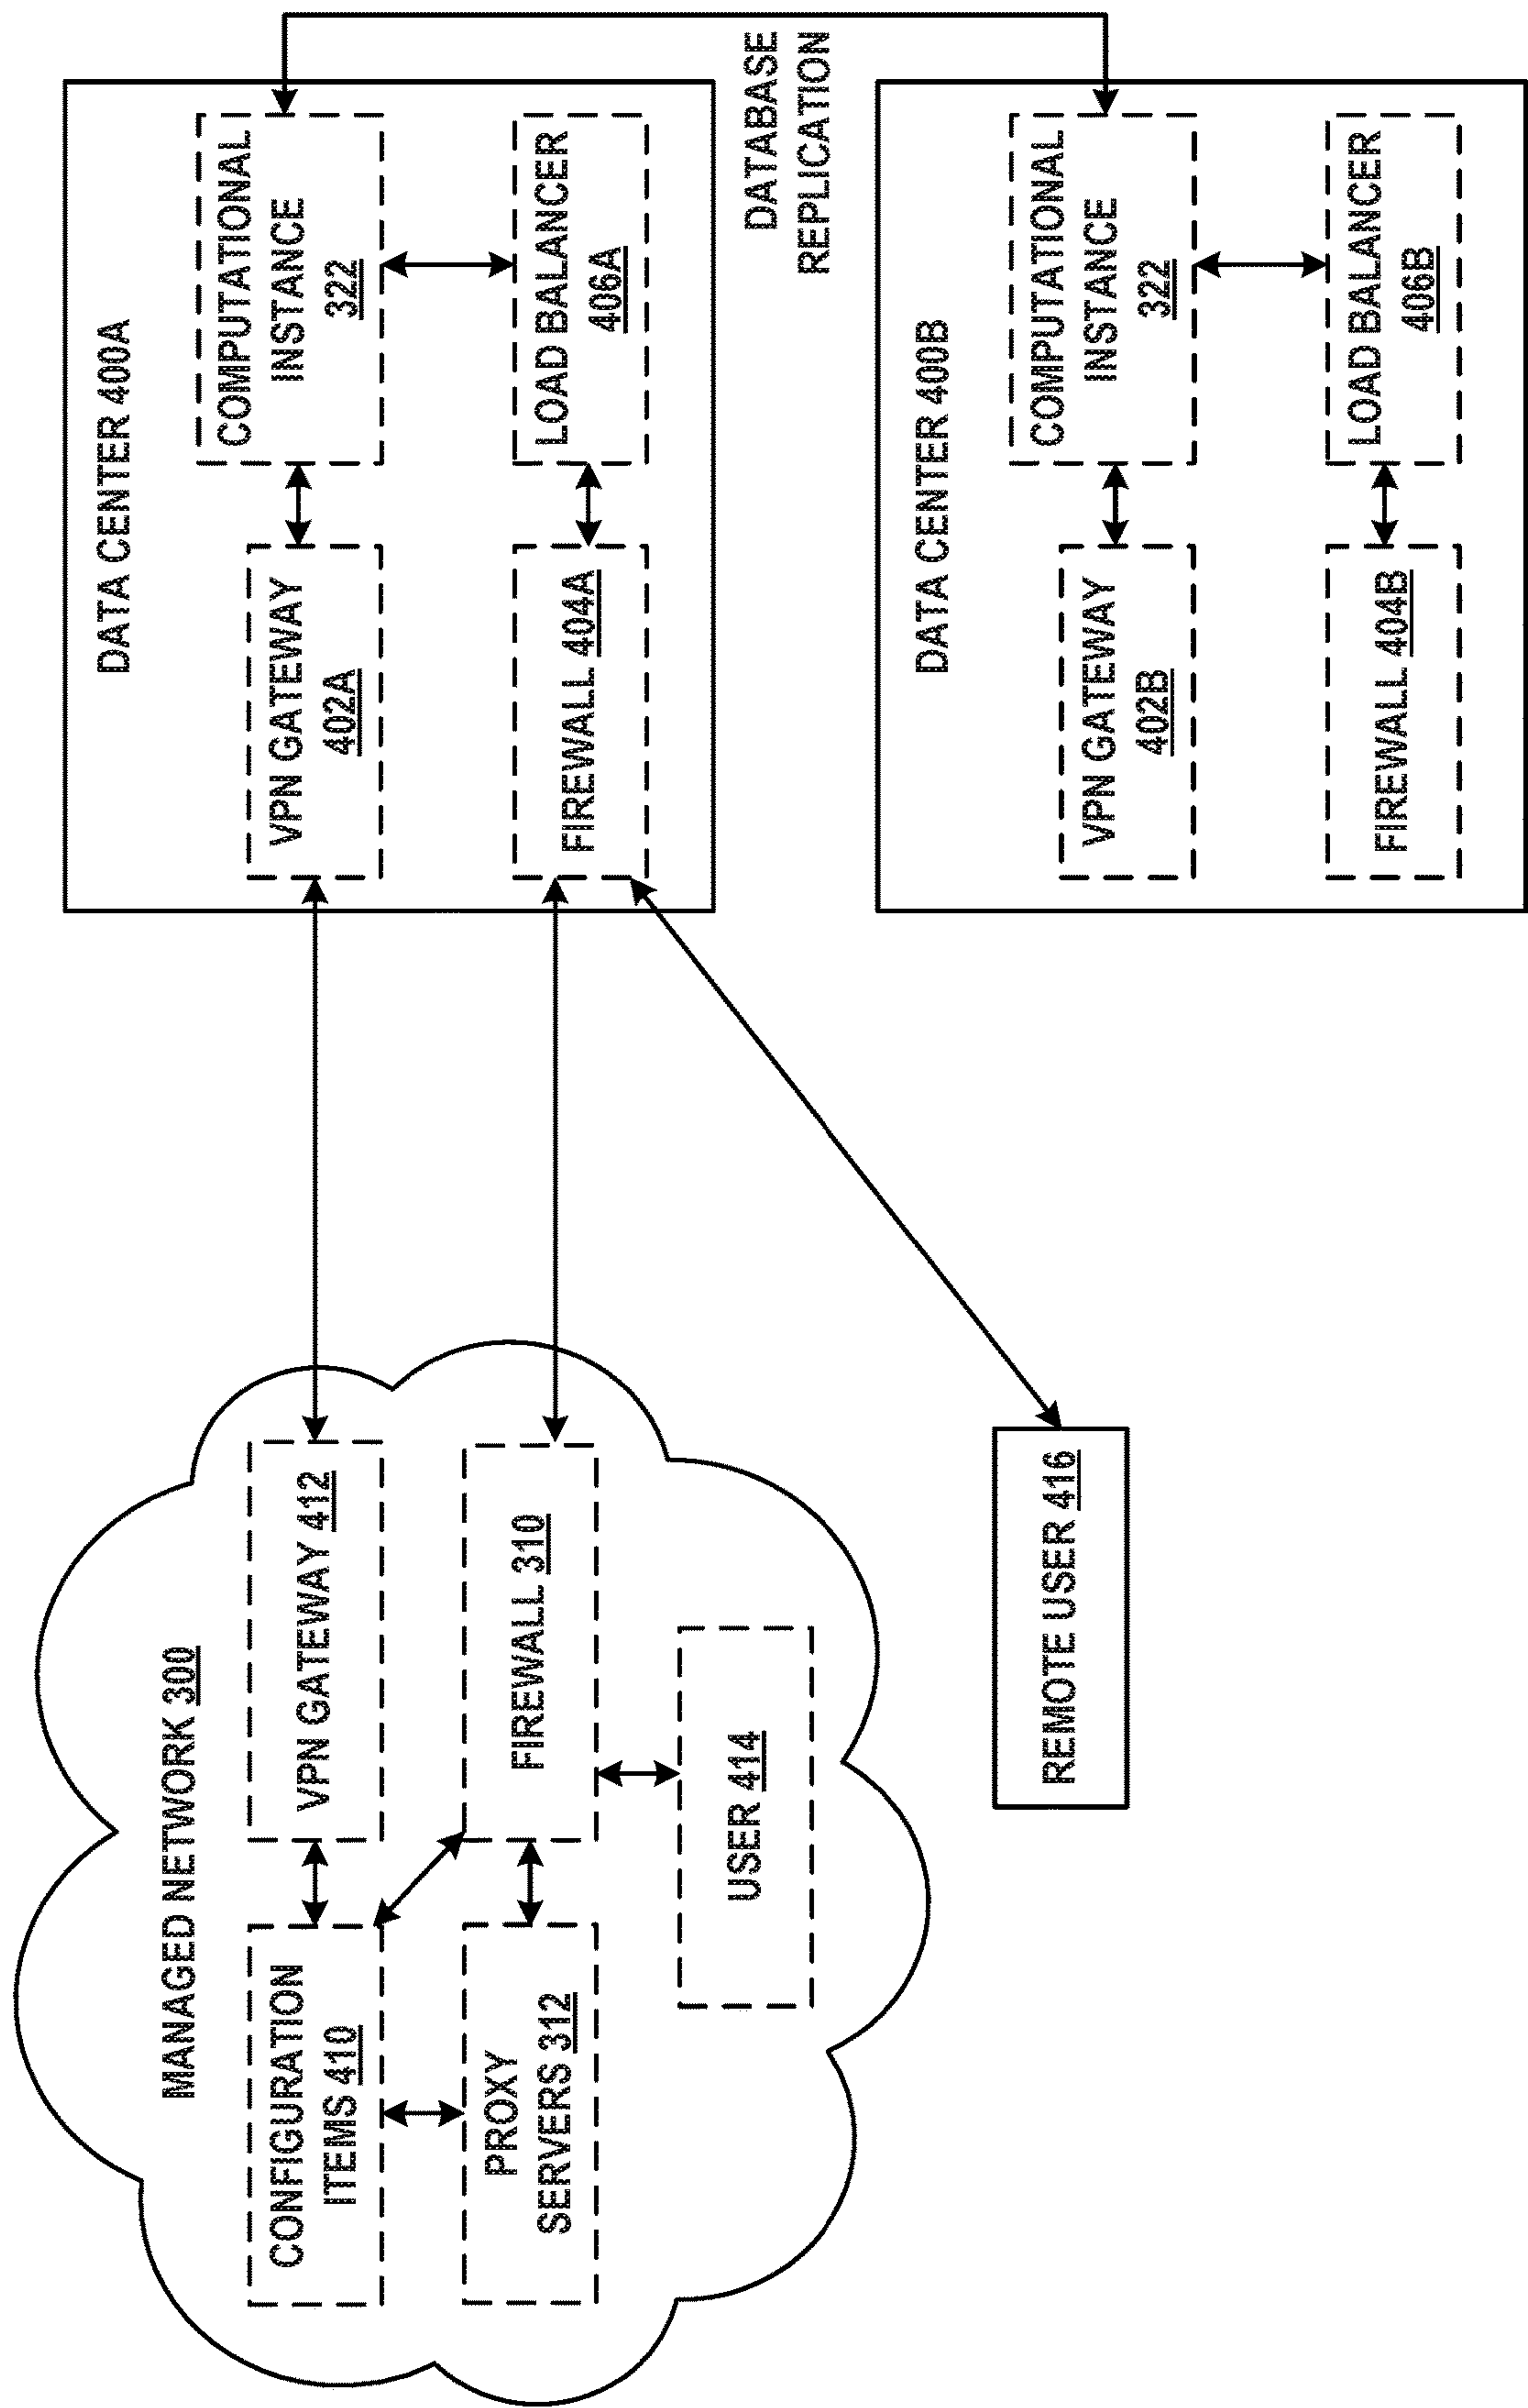 MANAGED NETWORK 300
CONFIGURATION
ITEMS 410
VPN GATEWAY 412
PROXY
SERVERS 312
FIREWALL 310
USER 414
REMOTE USER 416
DATA CENTER 400A
VPN GATEWAY
402A
COMPUTATIONAL
INSTANCE
322
FIREWALL 404A
LOAD BALANCER
406A
DATABASE
REPLICATION
DATA CENTER 400B
VPN GATEWAY
402B
COMPUTATIONAL
INSTANCE
322
FIREWALL 404B
LOAD BALANCER
406B